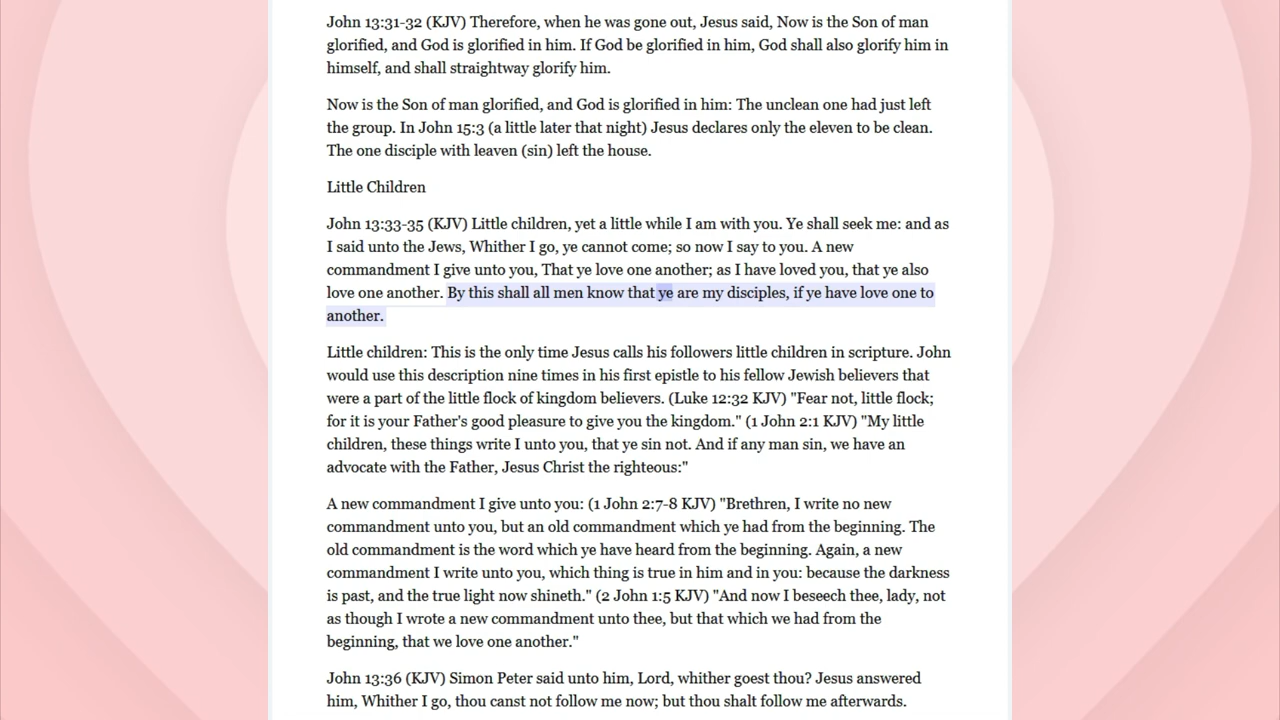 John 13:31-32 (KJV) Therefore, when he was gone out, Jesus said, Now is the Son of man
glorified, and God is glorified in him. If God be glorified in him, God shall also glorify him in
himself, and shall straightway glorify him.
Now is the Son of man glorified, and God is glorified in him: The unclean one had just left
the group. In John 15:3 (a little later that night) Jesus declares only the eleven to be clean.
The one disciple with leaven (sin) left the house.
Little Children
John 13:33-35 (KJV) Little children, yet a little while I am with you. Ye shall seek me: and as
I said unto the Jews, Whither I go, ye cannot come; so now I say to you. A new
commandment I give unto you, That ye love one another; as I have loved you, that ye also
love one another. By this shall all men know that ye are my disciples, if ye have love one to
another.
Little children: This is the only time Jesus calls his followers little children in scripture. John
would use this description nine times in his first epistle to his fellow Jewish believers that
were a part of the little flock of kingdom believers. (Luke 12:32 KJV) "Fear not, little flock;
for it is your Father's good pleasure to give you the kingdom." (1 John 2:1 KJV) "My little
children, these things write I unto you, that ye sin not. And if any man sin, we have an
advocate with the Father, Jesus Christ the righteous:"
A new commandment I give unto you: (1 John 2:7-8 KJV) "Brethren, I write no new
commandment unto you, but an old commandment which ye had from the beginning. The
old commandment is the word which ye have heard from the beginning. Again, a new
commandment I write unto you, which thing is true in him and in you: because the darkness
is past, and the true light now shineth." (2 John 1:5 KJV) "And now I beseech thee, lady, not
as though I wrote a new commandment unto thee, but that which we had from the
beginning, that we love one another."
John 13:36 (KJV) Simon Peter said unto him, Lord, whither goest thou? Jesus answered
him, Whither I go, thou canst not follow me now; but thou shalt follow me afterwards.